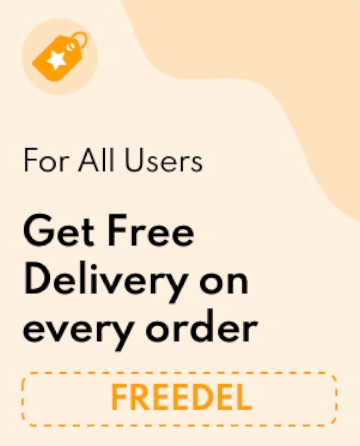 For All Users
Get Free
Delivery on
every order
FREEDEL